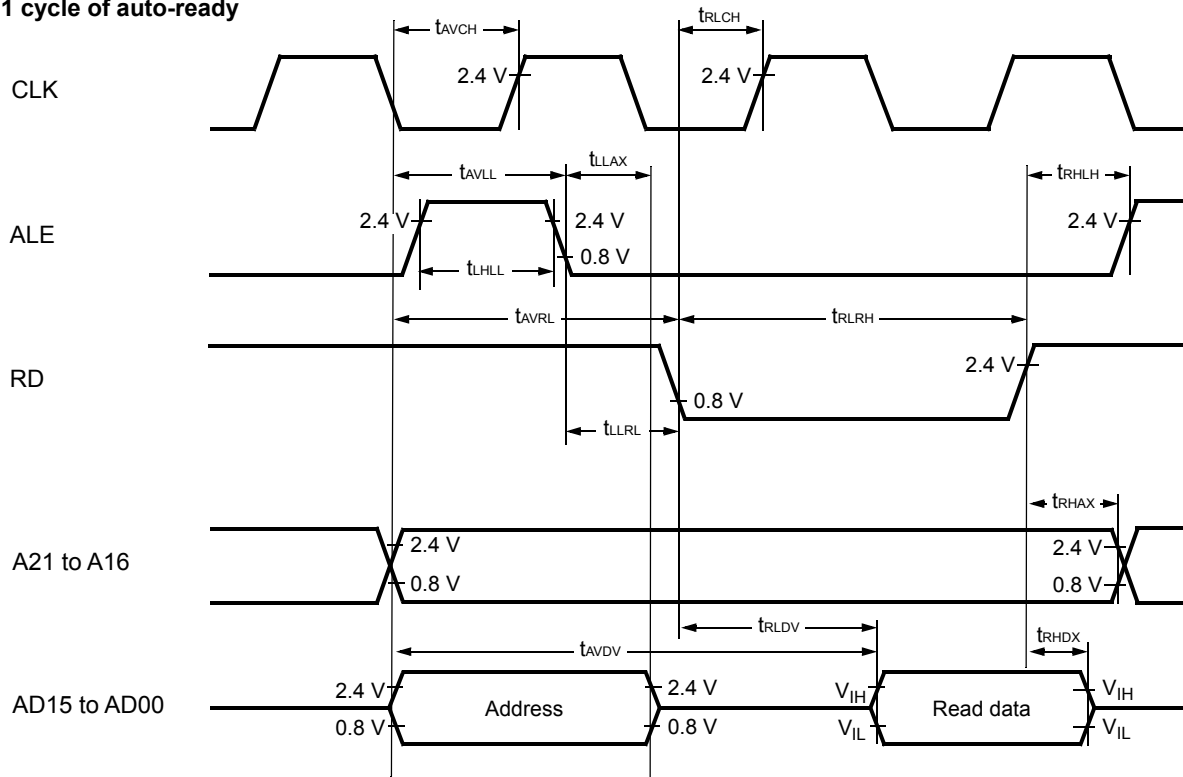 1 cycle of auto-ready
tAVCH
tRLCH
CLK
2.4 V
2.4 V
tAVLL
tLLAX
tRHLH
ALE
2.4 V
2.4 V
2.4 V
0.8 V
tLHLL
tAVRL
tRLRH
RD
2.4 V
0.8 V
tLLRL
tRHAX
A21 to A16
2.4 V
2.4 V
0.8 V
0.8 V
tRLDV
tRHDX
tAVDV
AD15 to AD00
2.4 V
Address
2.4 V
VIH
Read data
VIH
0.8 V
0.8 V
VIL
VIL